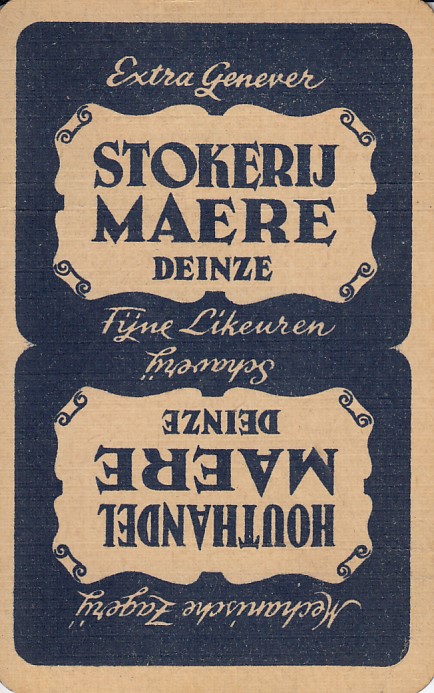 Extra Genever
STOKERIJ
MAERE
DEINZE
Fijne Likeuren
Mechanische Zagerij
HOUTHANDEL
MAERE
DEINZE
Schaverij